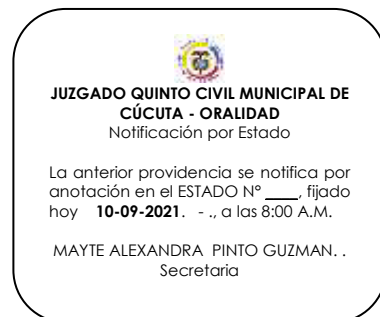 JUZGADO QUINTO CIVIL MUNICIPAL DE
CÚCUTA - ORALIDAD
Notificación por Estado
La anterior providencia se notifica por
anotación en el ESTADO N° ____, fijado
hoy 10-09-2021. - ., a las 8:00 A.M.
MAYTE ALEXANDRA PINTO GUZMAN. .
Secretaria